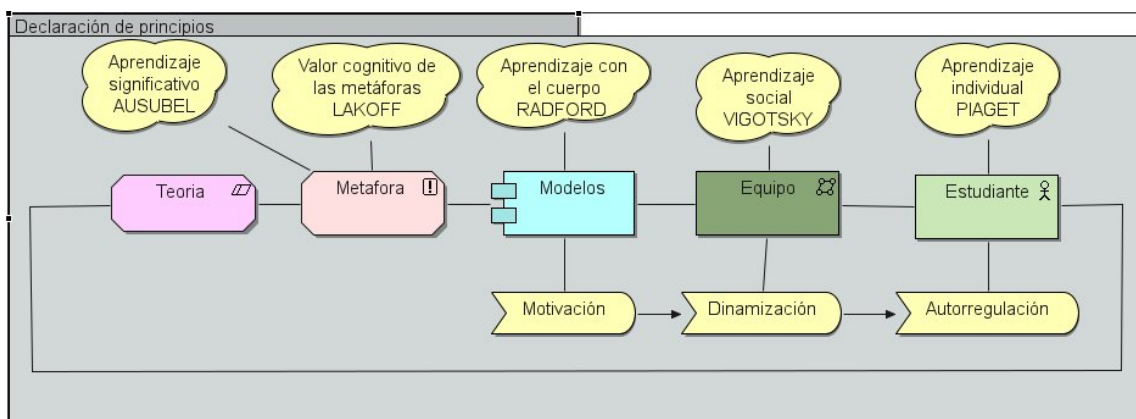 Declaración de principios
Aprendizaje
significativo
AUSUBEL
Valor cognitivo de
las metáforas
LAKOFF
Aprendizaje con
el cuerpo
RADFORD
Aprendizaje
social
VIGOTSKY
Aprendizaje
individual
PIAGET
Teoria
Metafora
Modelos
Equipo
Estudiante
Motivación
Dinamización
Autorregulación